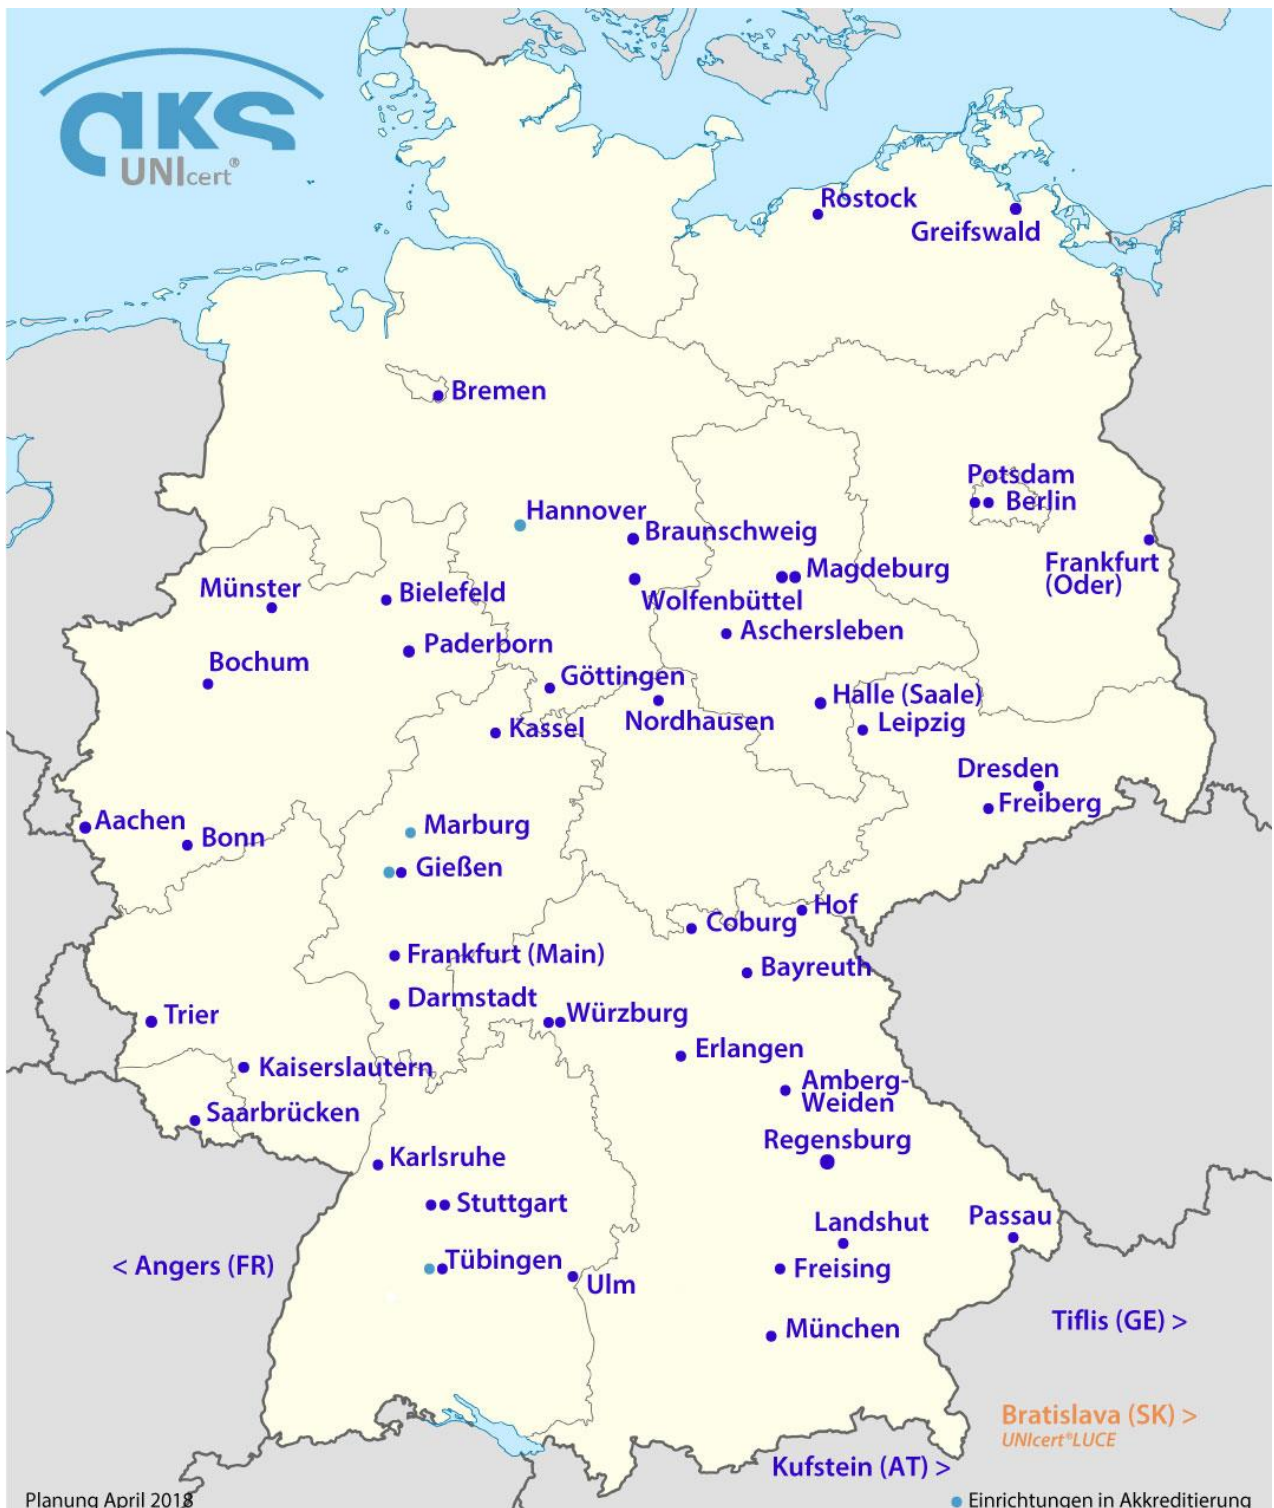 aks
UNIcert®
Rostock
Greifswald
Bremen
Potsdam
Berlin
Hannover
Braunschweig
Frankfurt
(Oder)
Magdeburg
Münster
Bielefeld
Wolfenbüttel
Aschersleben
Paderborn
Bochum
Göttingen
Halle (Saale)
Nordhausen
Kassel
Leipzig
Dresden
Freiberg
Aachen
Marburg
Bonn
Gießen
Hof
Coburg
Frankfurt (Main)
Bayreuth
Darmstadt
Trier
Würzburg
Erlangen
Kaiserslautern
Amberg-
Weiden
Saarbrücken
Regensburg
Karlsruhe
Stuttgart
Landshut
Passau
< Angers (FR)
Tübingen
Ulm
Freising
Tiflis (GE) >
München
Bratislava (SK) >
UNIcert®LUCE
Kufstein (AT) >
Planung April 2018
Einrichtungen in Akkreditierung